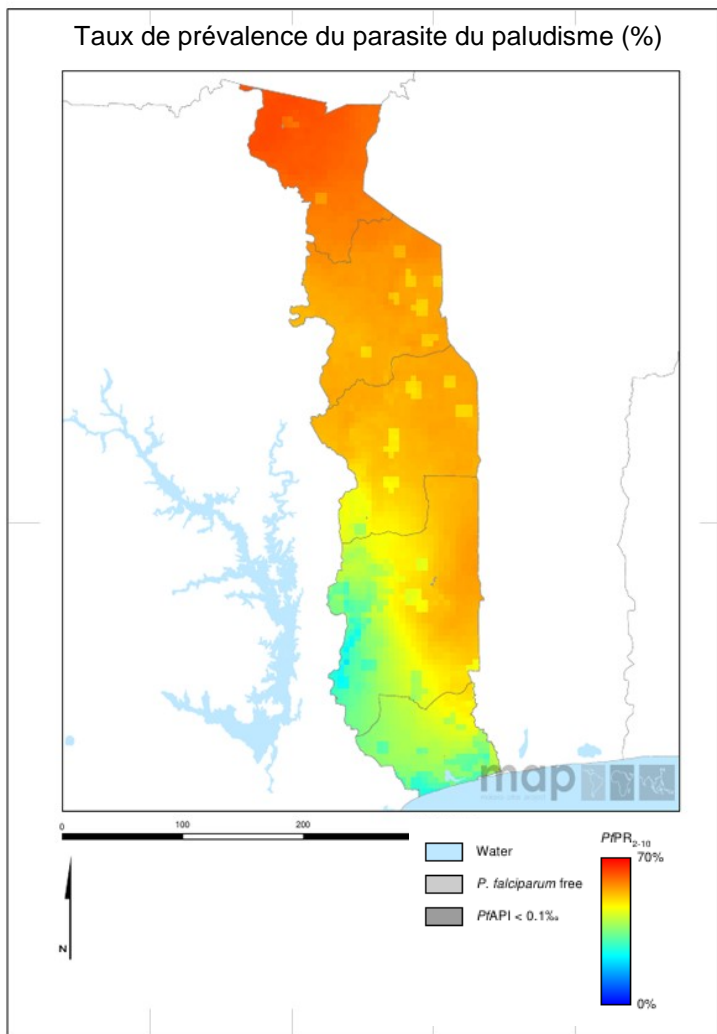 Taux de prévalence du parasite du paludisme (%)
map
0 100 200
Water
P. falciparum free
PfAPI < 0.1‰
N
PfPR2-10
70%
0%